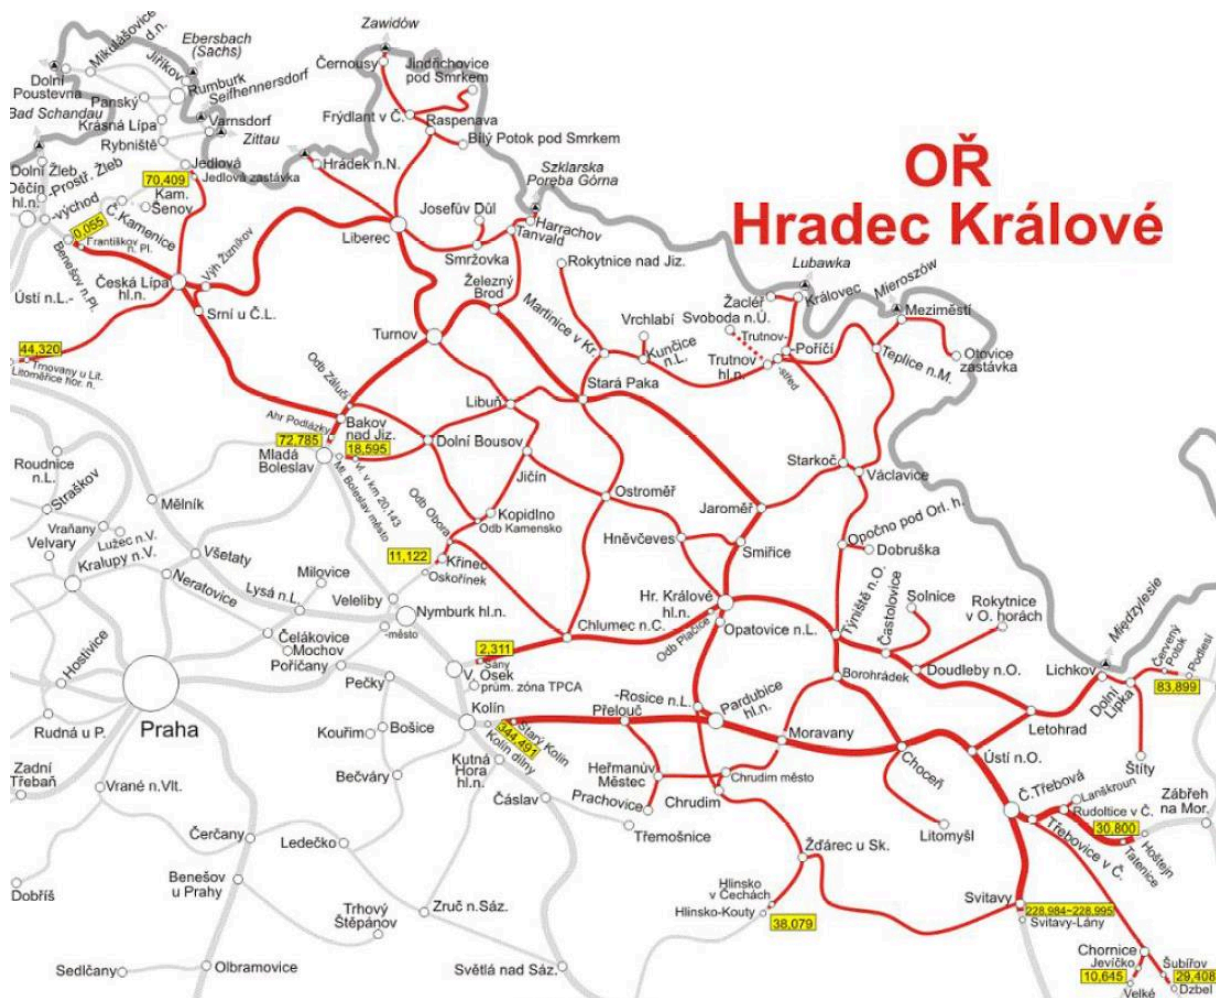 OŘ
Hradec Králové
Zawidów
Mikulášovice
d.n.
Ebersbach
(Sachs)
Jiříkov
Rumburk
Seifhennersdorf
Dolní
Poustevna
Bad Schandau
Panský
Krásná Lípa
Rybniště
Varnsdorf
Zittau
Černousy
Jindřichovice
pod Smrkem
Frýdlant v Č.
Raspenava
Bílý Potok pod Smrkem
Hrádek n.N.
Szklarska
Poręba Górna
Dolní Žleb
-Prostř. Žleb
Děčín
hl.n.
-východ
Jedlová
Jedlová zastávka
70,409
Kam.
Šenov
Č. Kamenice
0,055
Františkov
n. Pl.
Benešov n.Pl.
Ústí n.L.-
Česká Lípa
hl.n.
Výh Žizníkov
Srní u Č.L.
Liberec
Josefův Důl
Smržovka
Harrachov
Tanvald
Železný
Brod
Rokytnice nad Jiz.
Lubawka
Mieroszów
Žacléř
Královec
Svoboda n.Ú.
Trutnov-
-Poříčí
Trutnov
hl.n.
-střed
Meziměstí
Teplice n.M.
Otovice
zastávka
Martinice v Kr.
Vrchlabí
Kunčice
n.L.
Turnov
Stará Paka
44,320
Trnovany u Lit.
Litoměřice hor. n.
Odb Zálučí
Ahr Podlázky
Bakov
nad Jiz.
72,785
18,595
Mladá
Boleslav
vl. v km 20,143
Ml. Boleslav město
Libuň
Dolní Bousov
Jičín
Ostroměř
Starkoč
Václavice
Jaroměř
Roudnice
n.L.
Straškov
Mělník
Vraňany
Lužec n.V.
Velvary
Kralupy n.V.
Všetaty
Neratovice
Odb Obora
Kopidlno
Odb Kamensko
11,122
Křinec
Oskořínek
Hněvčeves
Smiřice
Opočno pod Orl. h.
Dobruška
Milovice
Lysá n.L.
Veleliby
Nymburk hl.n.
-město
Čelákovice
Mochov
Poříčany
Hostivice
Hr. Králové
hl.n.
Odb Plačice
Opatovice n.L.
Chlumec n.C.
Týniště n.O.
Častolovice
Solnice
Rokytnice
v O. horách
Doudleby n.O.
Międzylesie
Lichkov
Červený
Potok
Podlesí
83,899
Dolní
Lipka
2,311
Sány
V. Osek
prům. zóna TPCA
Pečky
Kolín
344,491
Starý Kolín
Kolín dílny
Borohrádek
-Rosice n.L.
Přelouč
Pardubice
hl.n.
Moravany
Letohrad
Štíty
Praha
Rudná u P.
Kouřim
Bošice
Bečváry
Kutná
Hora
hl.n.
Heřmanův
Městec
Chrudim město
Prachovice
Chrudim
Choceň
Ústí n.O.
Zadní
Třebaň
Vrané n.Vlt.
Čáslav
Třemošnice
Litomyšl
Č.Třebová
Lanškroun
Rudoltice v Č.
Třebovice v Č.
30,800
Hoštejn
Tatenice
Zábřeh
na Mor.
Čerčany
Ledečko
Žďárec u Sk.
Dobříš
Benešov
u Prahy
Trhový
Štěpánov
Zruč n.Sáz.
Hlinsko
v Čechách
Hlinsko-Kouty
38,079
Svitavy
228,984~228,995
Svitavy-Lány
Sedlčany
Olbramovice
Světlá nad Sáz.
Chornice
Jevíčko
10,645
Velké
Šubířov
29,408
Dzbel